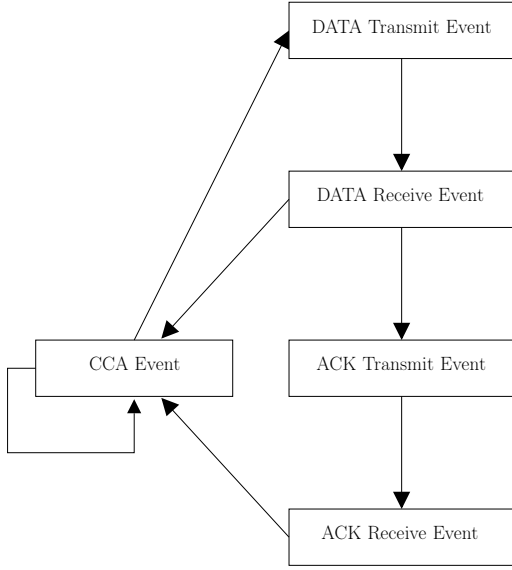 DATA Transmit Event
DATA Receive Event
CCA Event
ACK Transmit Event
ACK Receive Event